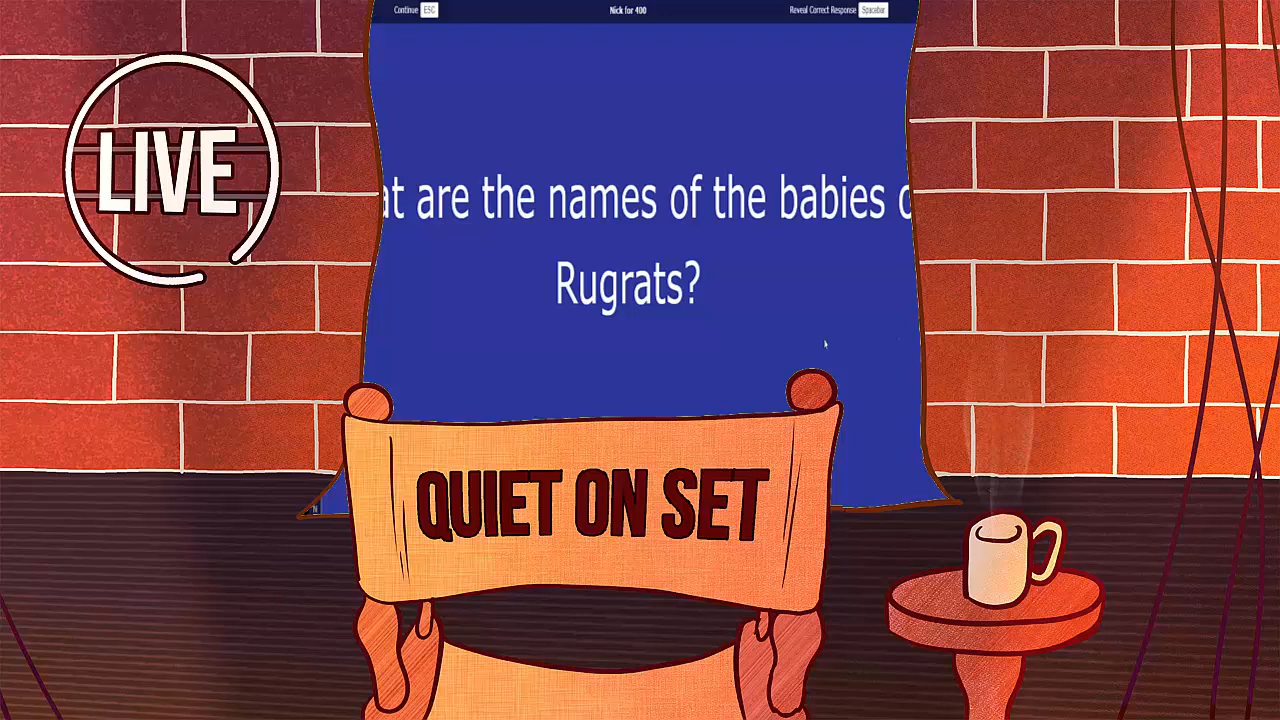 Continue ESC Nick for 400 Reveal Correct Response Spacebar
LIVE
at are the names of the babies o
Rugrats?
QUIET ON SET